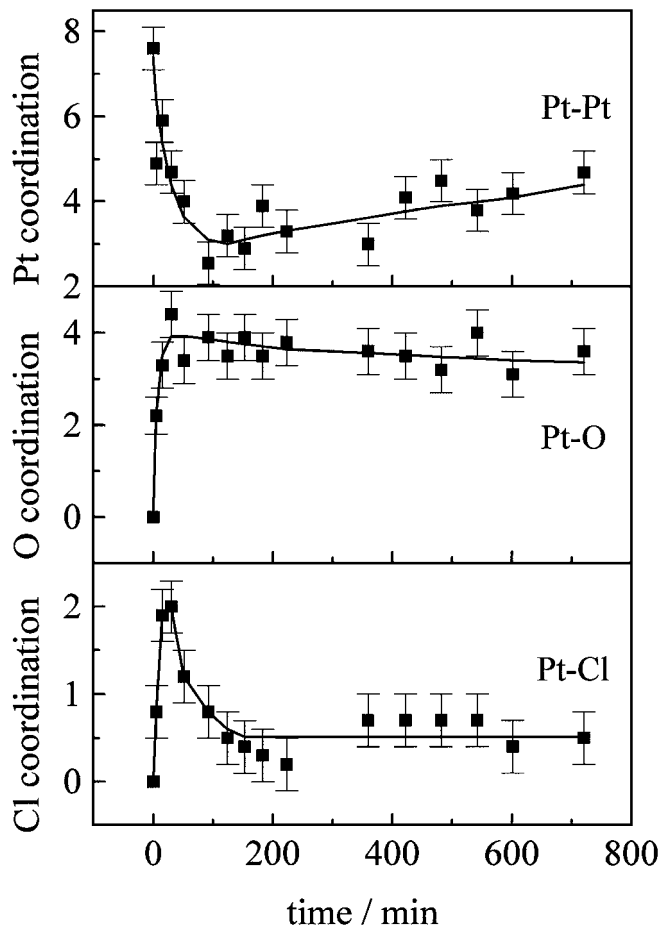 8
6
4
2
Pt coordination
Pt-Pt
4
2
0
O coordination
Pt-O
2
1
0
Cl coordination
Pt-Cl
0 200 400 600 800
time / min